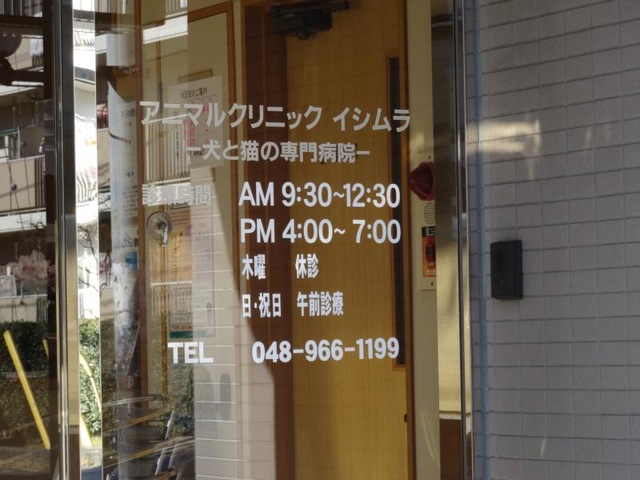 アニマルクリニック イシムラ
-犬と猫の専門病院-
診療時間 AM 9:30~12:30
PM 4:00~ 7:00
木曜 休診
日・祝日 午前診療
TEL 048-966-1199